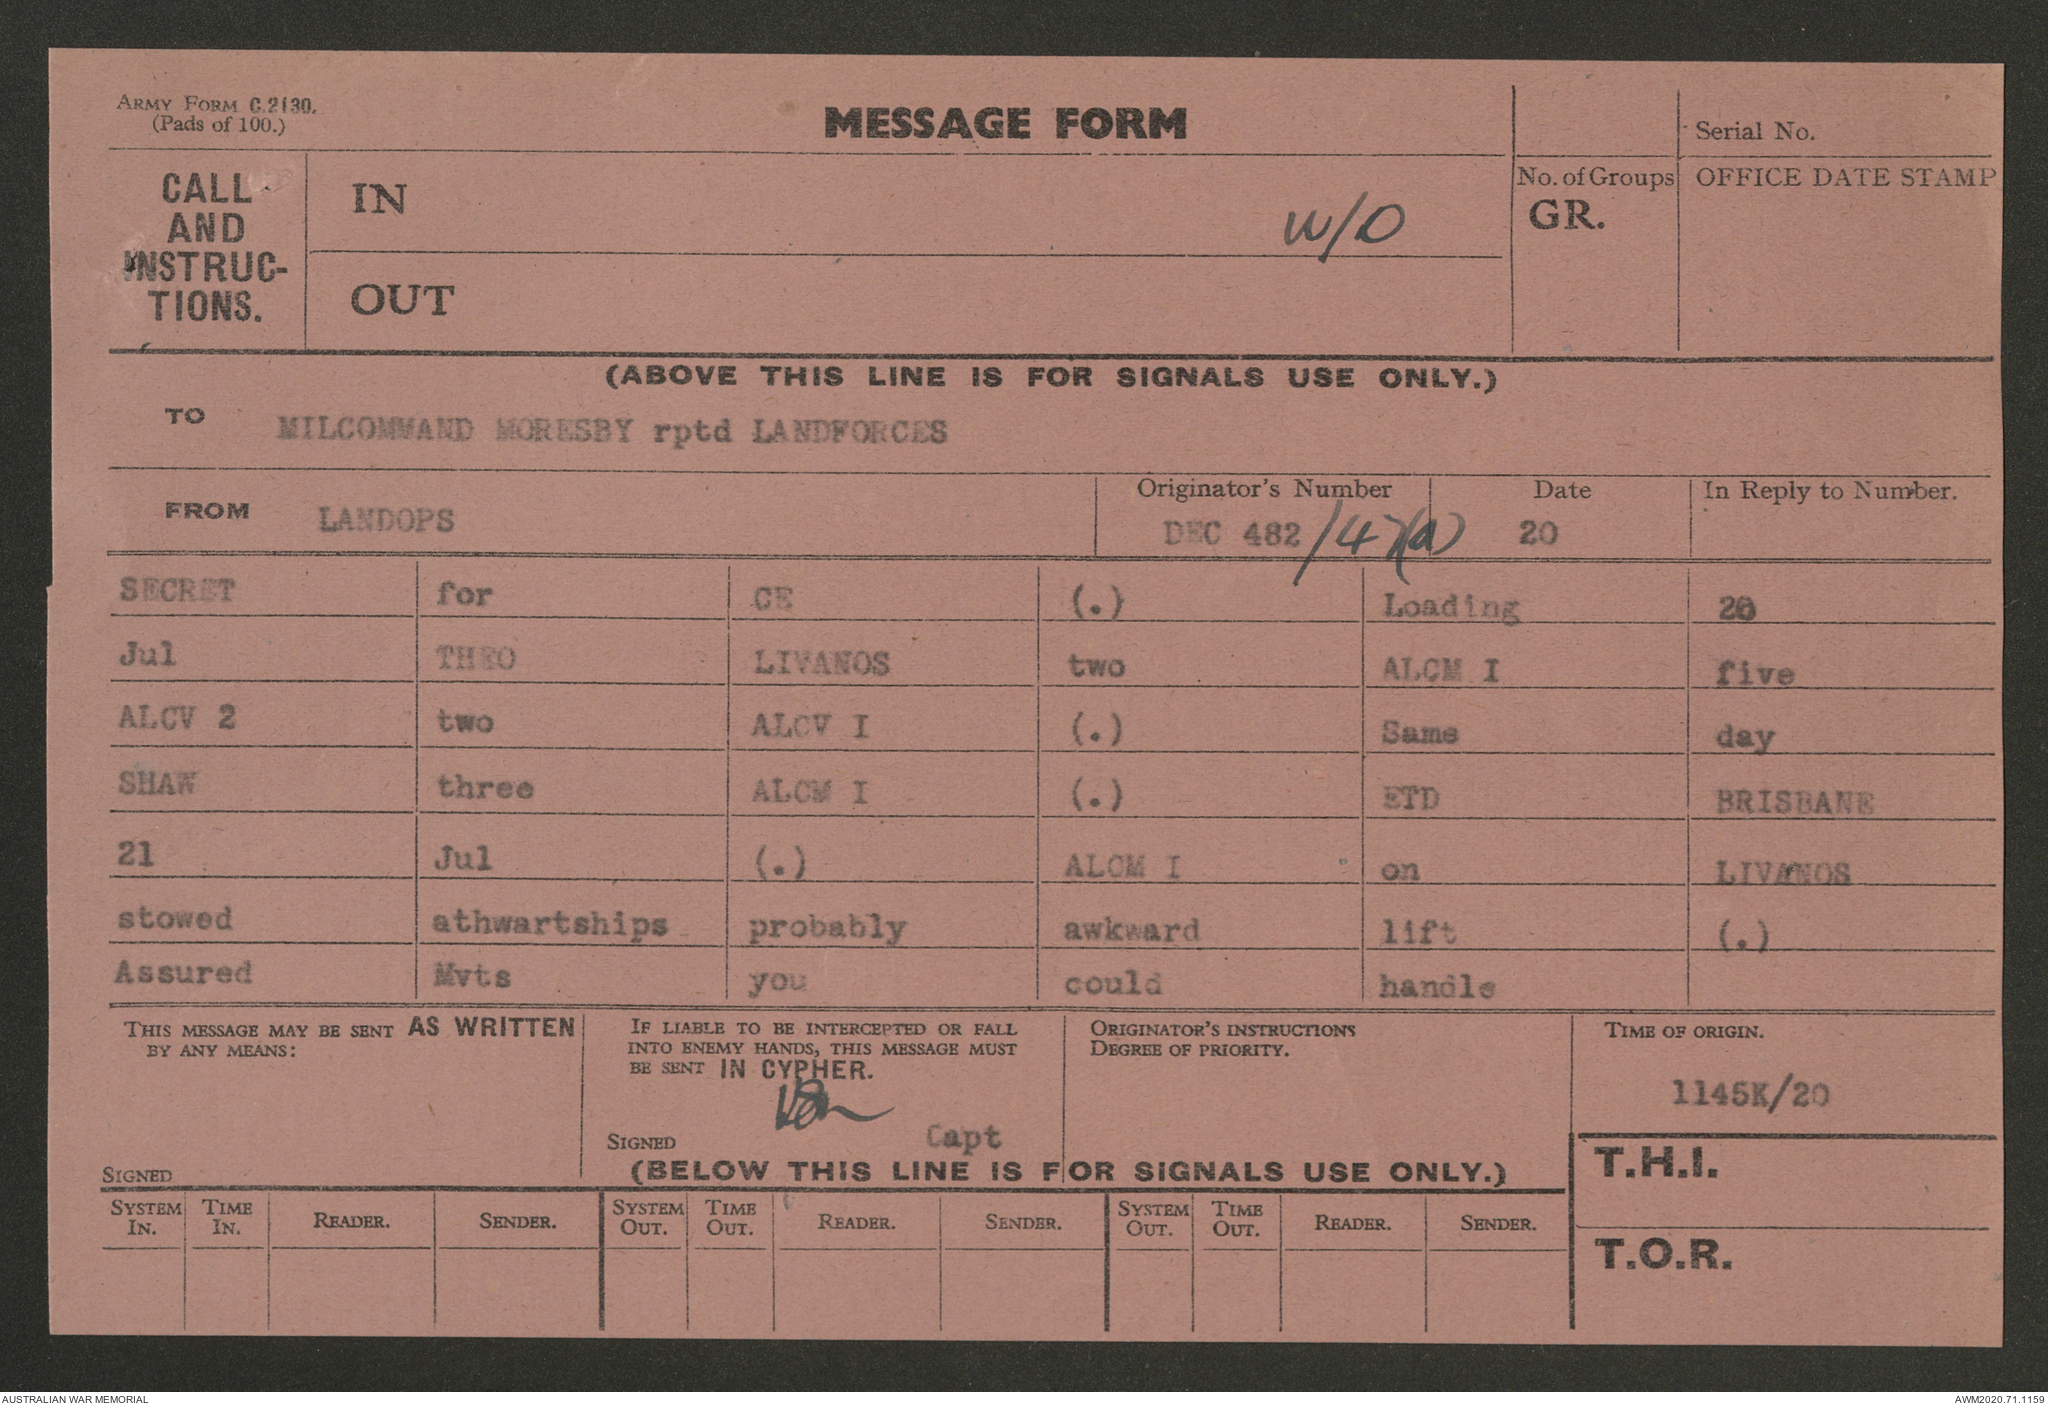 ARMY FORM C.2130.
(Pads of 100.)
MESSAGE FORM
Serial No.
CALL
AND
INSTRUC-
TIONS.
IN
W/O
No. of Groups
GR.
OFFICE DATE STAMP
OUT
(ABOVE THIS LINE IS FOR SIGNALS USE ONLY.)
TO MILCOMMAND MORESBY rptd LANDFORCES
FROM LANDOPS
Originator's Number
DEC 482
Date
20
In Reply to Number.
SECRET for CE (.) Loading 20
Jul THEO LIVANOS two ALCM I five
ALCV 2 two ALCV I (.) Same day
SHAW three ALCM I (.) ETD BRISBANE
21 Jul (.) ALCM I on LIVANOS
stowed athwartships probably awkward lift (.)
Assured Mvts you could handle
THIS MESSAGE MAY BE SENT AS WRITTEN
BY ANY MEANS:
SIGNED
IF LIABLE TO BE INTERCEPTED OR FALL
INTO ENEMY HANDS, THIS MESSAGE MUST
BE SENT IN CYPHER.
SIGNED Capt
ORIGINATOR'S INSTRUCTIONS
DEGREE OF PRIORITY.
TIME OF ORIGIN.
1145K/20
(BELOW THIS LINE IS FOR SIGNALS USE ONLY.)
T.H.I.
T.O.R.
SYSTEM IN. TIME IN. READER. SENDER. SYSTEM OUT. TIME OUT. READER. SENDER. SYSTEM OUT. TIME OUT. READER. SENDER.
AUSTRALIAN WAR MEMORIAL
AWM2020.71.1159